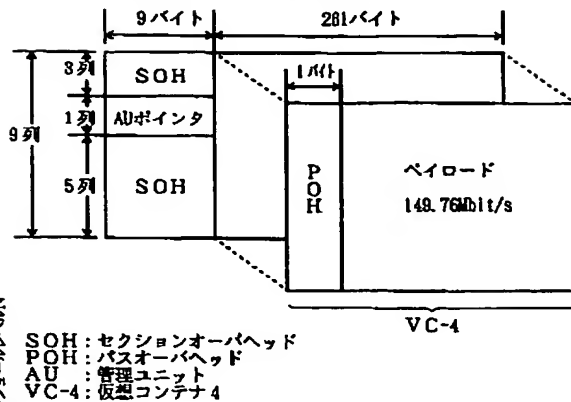 9バイト
261バイト
3列
SOH
1バイト
1列
AUポインタ
9列
5列
SOH
POH
ペイロード
149.76Mbit/s
VC-4
SOH:セクションオーバヘッド
POH:パスオーバヘッド
AU:管理ユニット
VC-4:仮想コンテナ4